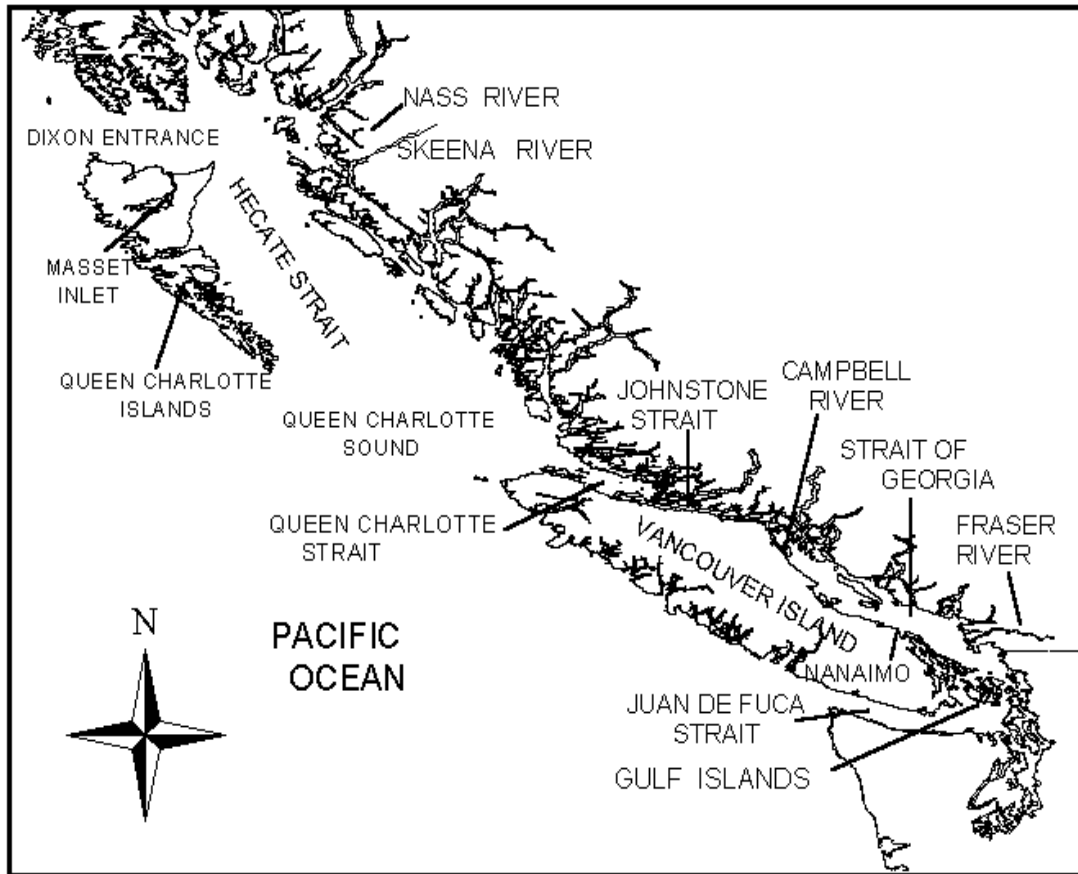 NASS RIVER
DIXON ENTRANCE
SKEENA RIVER
HECATE STRAIT
MASSET
INLET
QUEEN CHARLOTTE
ISLANDS
QUEEN CHARLOTTE
SOUND
JOHNSTONE
STRAIT
CAMPBELL
RIVER
STRAIT OF
GEORGIA
QUEEN CHARLOTTE
STRAIT
VANCOUVER ISLAND
FRASER
RIVER
N
PACIFIC
OCEAN
NANAIMO
JUAN DE FUCA
STRAIT
GULF ISLANDS